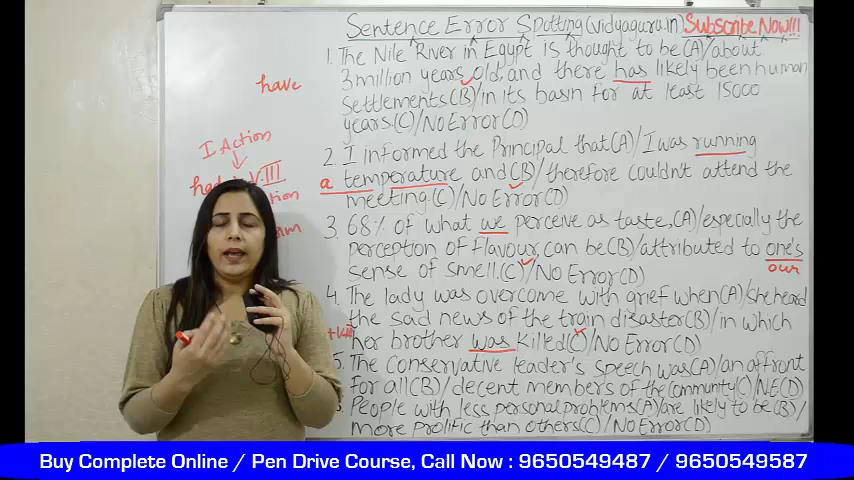 Sentence Error Spotting (vidyaguru.in) Subscribe Now!!!
1. The Nile River in Egypt is thought to be (A)/about
3 million years old, and there has likely been human
settlements (B)/in its basin for at least 15000
years.(C)/No Error(D)
2. I informed the Principal that (A)/I was running
a temperature and (B)/therefore couldn't attend the
meeting.(C)/No Error(D)
3. 68% of what we perceive as taste,(A)/especially the
perception of flavour can be(B)/attributed to one's
our
sense of smell.(C)/No Error(D)
4. The lady was overcome with grief when(A)/she heard
the sad news of the train disaster(B)/in which
her brother was killed(C)/No Error(D)
5. The conservative leader's speech was(A)/an affront
for all(B)/decent members of the community(C)/NE(D)
People with less personal problems(A)/are likely to be(B)/
more prolific than others(C)/No Error(D)
have
I Action
V.III
Buy Complete Online / Pen Drive Course, Call Now : 9650549487 / 9650549587